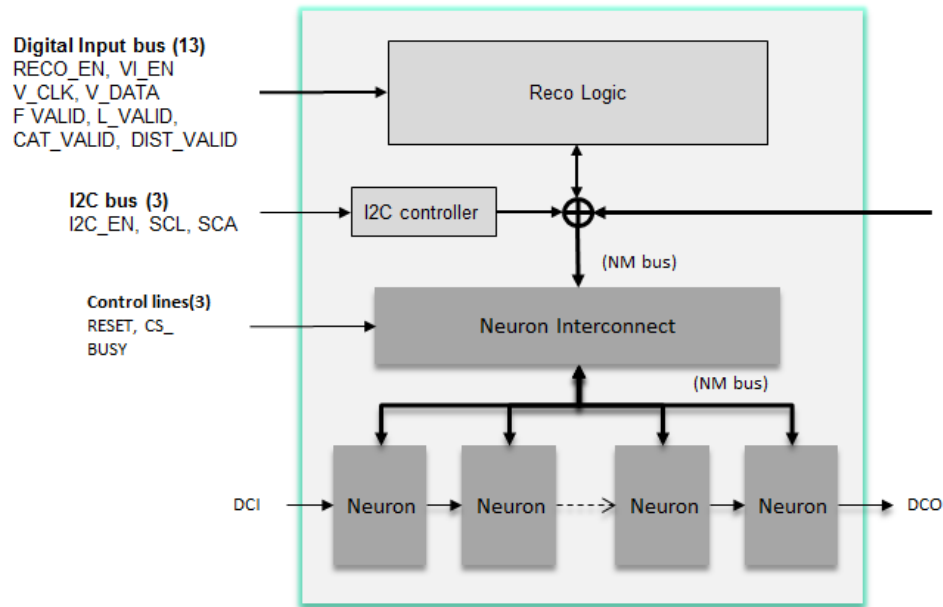 Digital Input bus (13)
RECO_EN, VI_EN
V_CLK, V_DATA
F VALID, L_VALID,
CAT_VALID, DIST_VALID
Reco Logic
I2C bus (3)
I2C_EN, SCL, SCA
I2C controller
(NM bus)
Control lines(3)
RESET, CS_
BUSY
Neuron Interconnect
(NM bus)
DCI
Neuron
Neuron
Neuron
Neuron
DCO